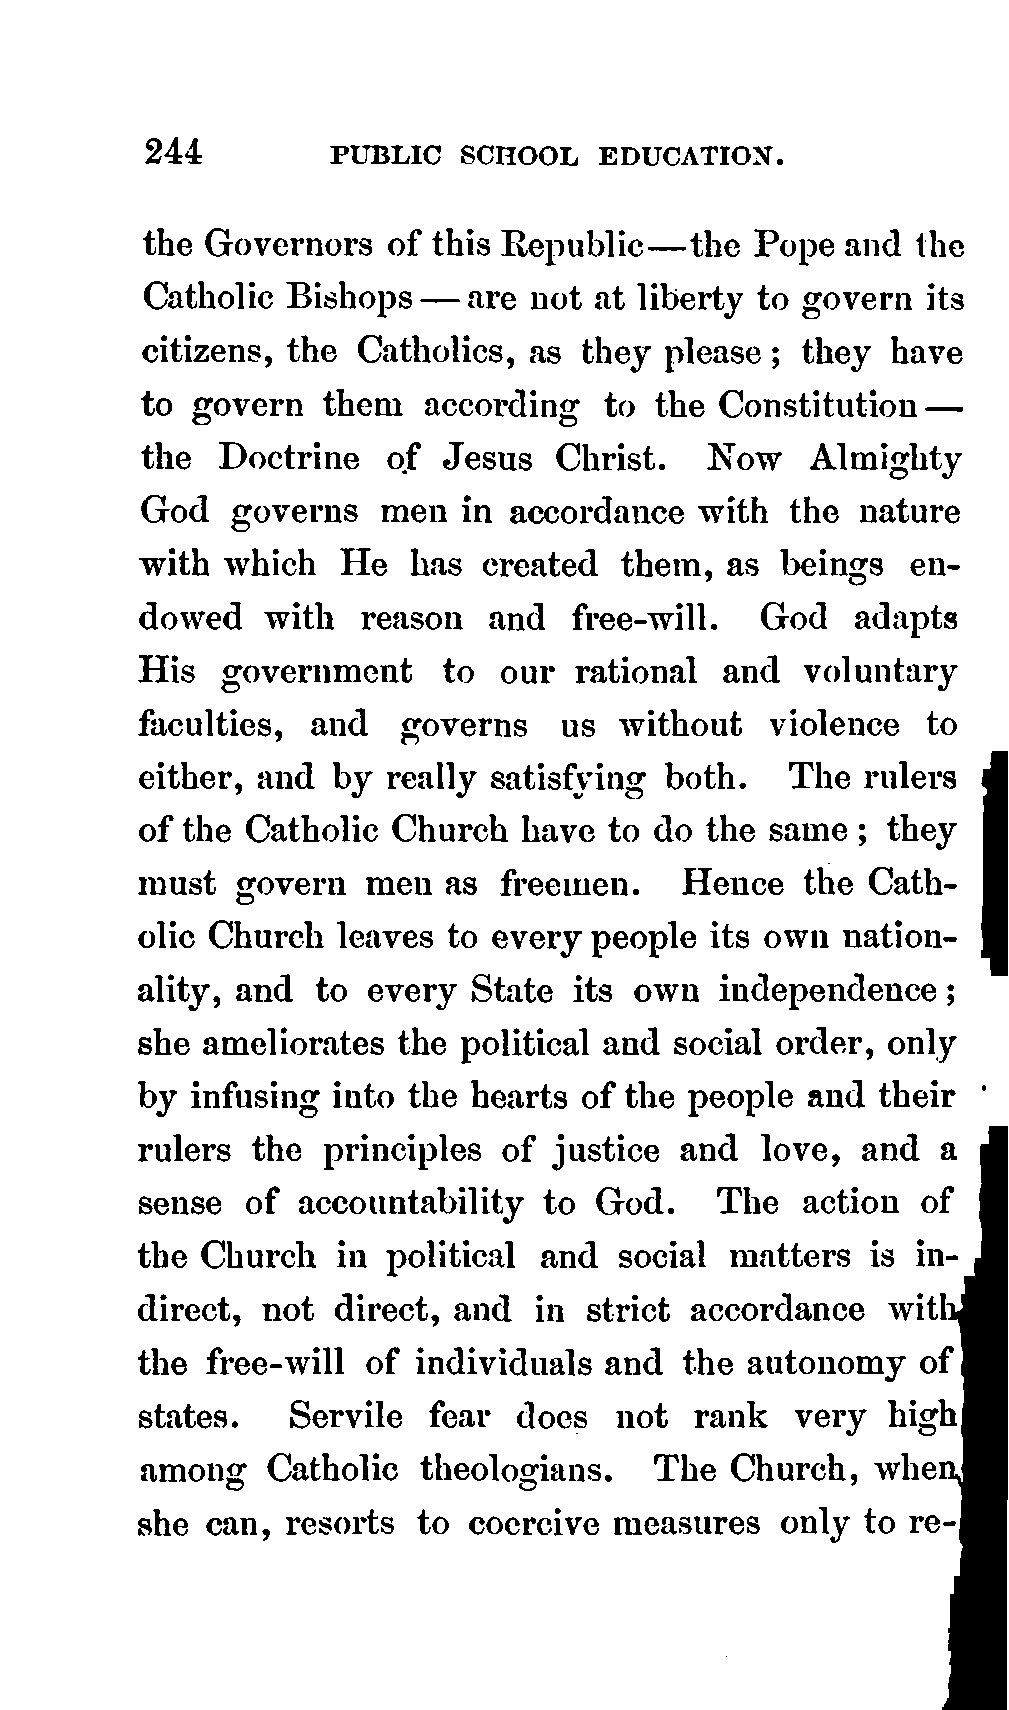 244 PUBLIC SCHOOL EDUCATION.
the Governors of this Republic—the Pope and the
Catholic Bishops — are not at liberty to govern its
citizens, the Catholics, as they please ; they have
to govern them according to the Constitution —
the Doctrine of Jesus Christ. Now Almighty
God governs men in accordance with the nature
with which He has created them, as beings en-
dowed with reason and free-will. God adapts
His government to our rational and voluntary
faculties, and governs us without violence to
either, and by really satisfying both. The rulers
of the Catholic Church have to do the same ; they
must govern men as freemen. Hence the Cath-
olic Church leaves to every people its own nation-
ality, and to every State its own independence ;
she ameliorates the political and social order, only
by infusing into the hearts of the people and their
rulers the principles of justice and love, and a
sense of accountability to God. The action of
the Church in political and social matters is in-
direct, not direct, and in strict accordance with
the free-will of individuals and the autonomy of
states. Servile fear does not rank very high
among Catholic theologians. The Church, when
she can, resorts to coercive measures only to re-